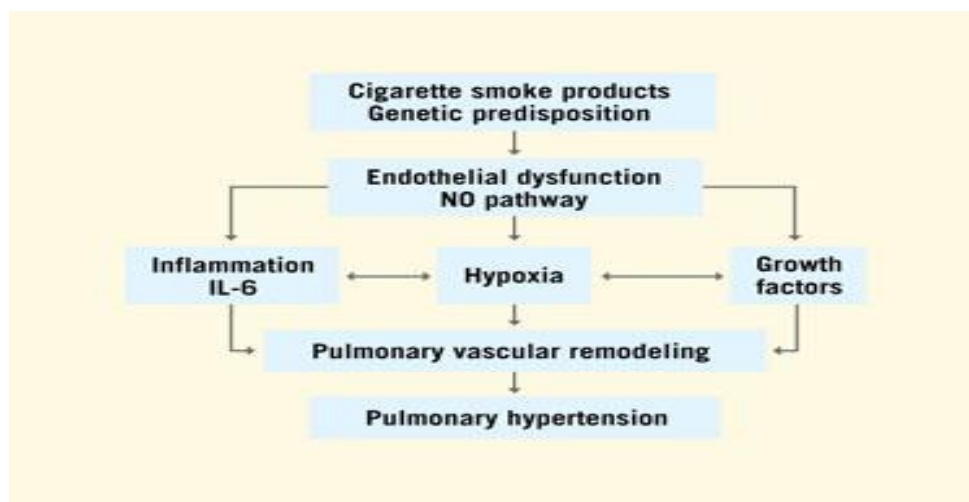 Cigarette smoke products
Genetic predisposition
Endothelial dysfunction
NO pathway
Inflammation
IL-6
Hypoxia
Growth
factors
Pulmonary vascular remodeling
Pulmonary hypertension